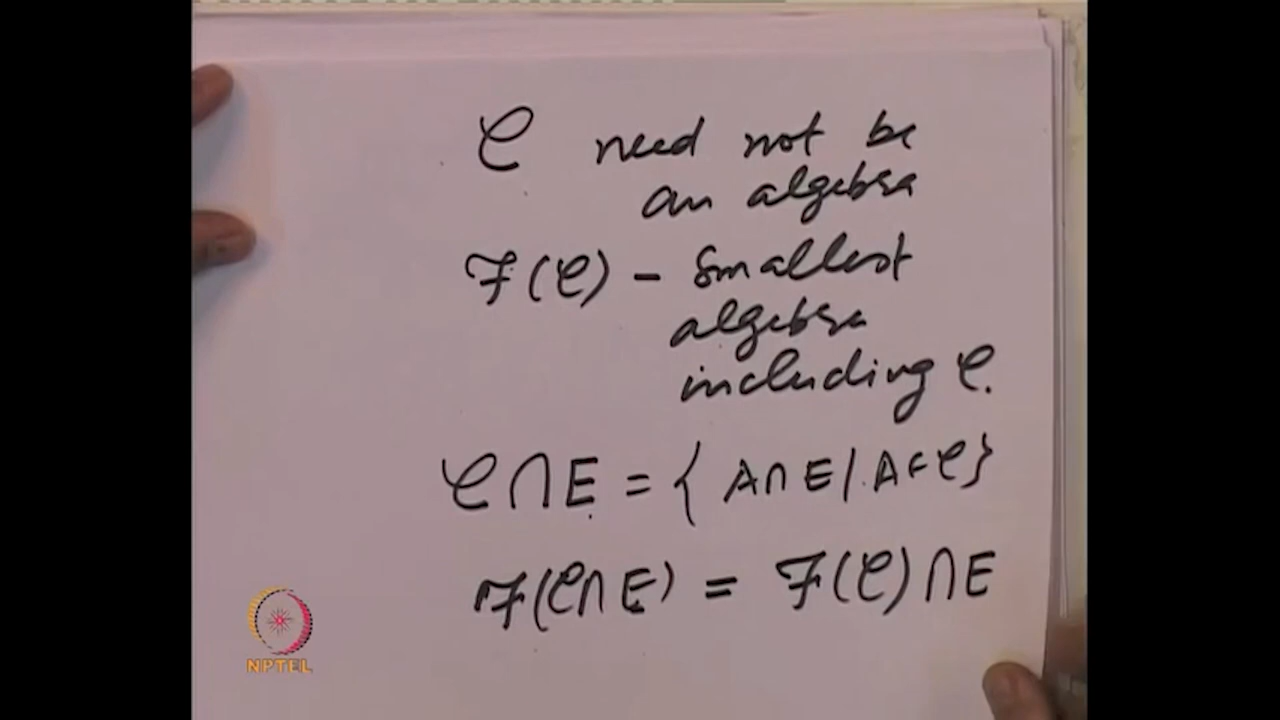 𝒞 need not be
an algebra
ℱ(𝒞) – Smallest
algebra
including 𝒞.
𝒞 ∩ E = { A ∩ E | A ∈ 𝒞}
ℱ(𝒞 ∩ E) = ℱ(𝒞) ∩ E
NPTEL